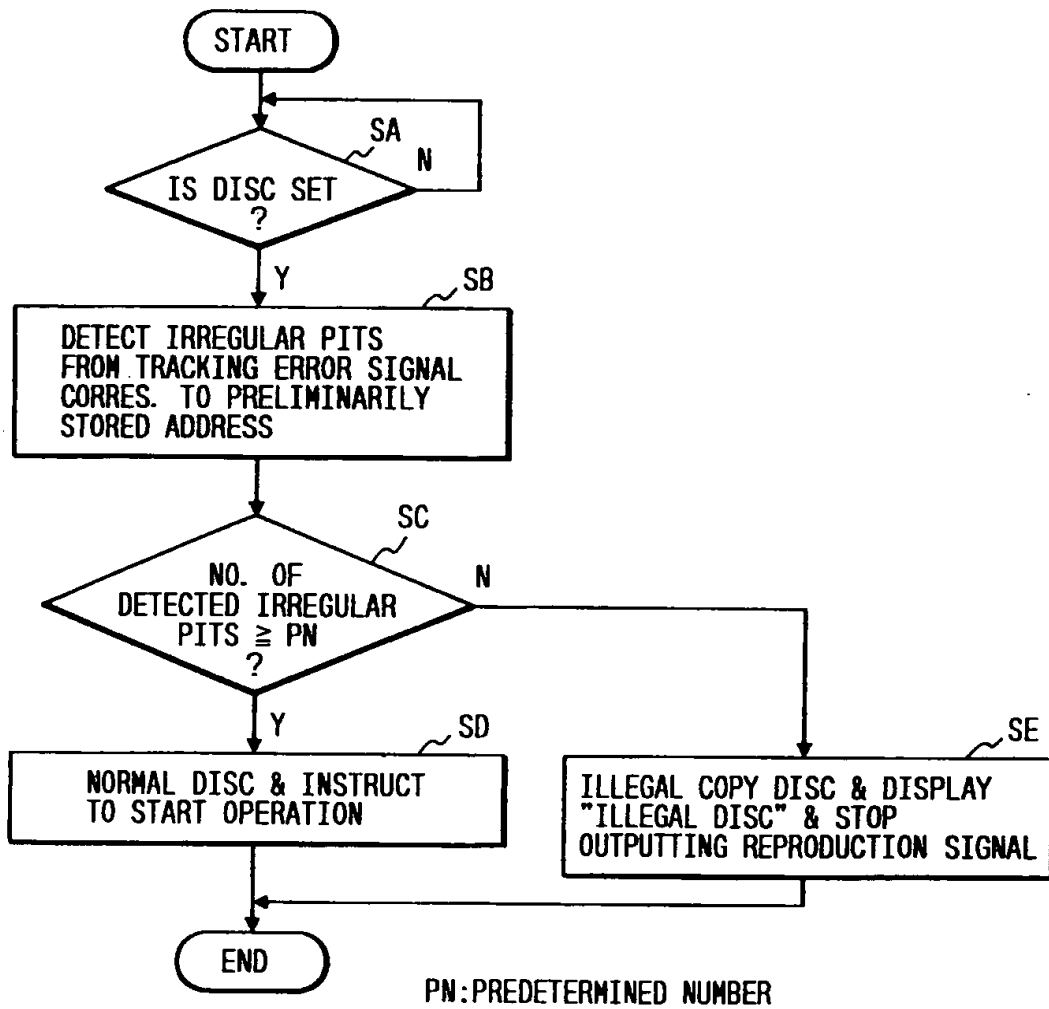 START
SA
N
IS DISC SET
?
Y
SB
DETECT IRREGULAR PITS
FROM TRACKING ERROR SIGNAL
CORRES. TO PRELIMINARILY
STORED ADDRESS
SC
NO. OF
DETECTED IRREGULAR
PITS ≧ PN
?
N
Y
SD
NORMAL DISC & INSTRUCT
TO START OPERATION
SE
ILLEGAL COPY DISC & DISPLAY
"ILLEGAL DISC" & STOP
OUTPUTTING REPRODUCTION SIGNAL
END
PN:PREDETERMINED NUMBER